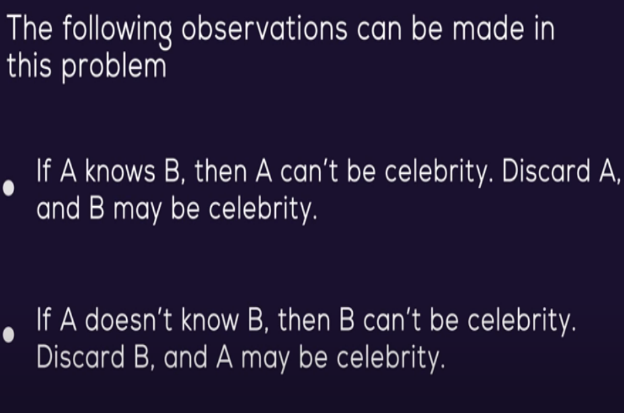 The following observations can be made in
this problem
If A knows B, then A can't be celebrity. Discard A,
and B may be celebrity.
If A doesn't know B, then B can't be celebrity.
Discard B, and A may be celebrity.